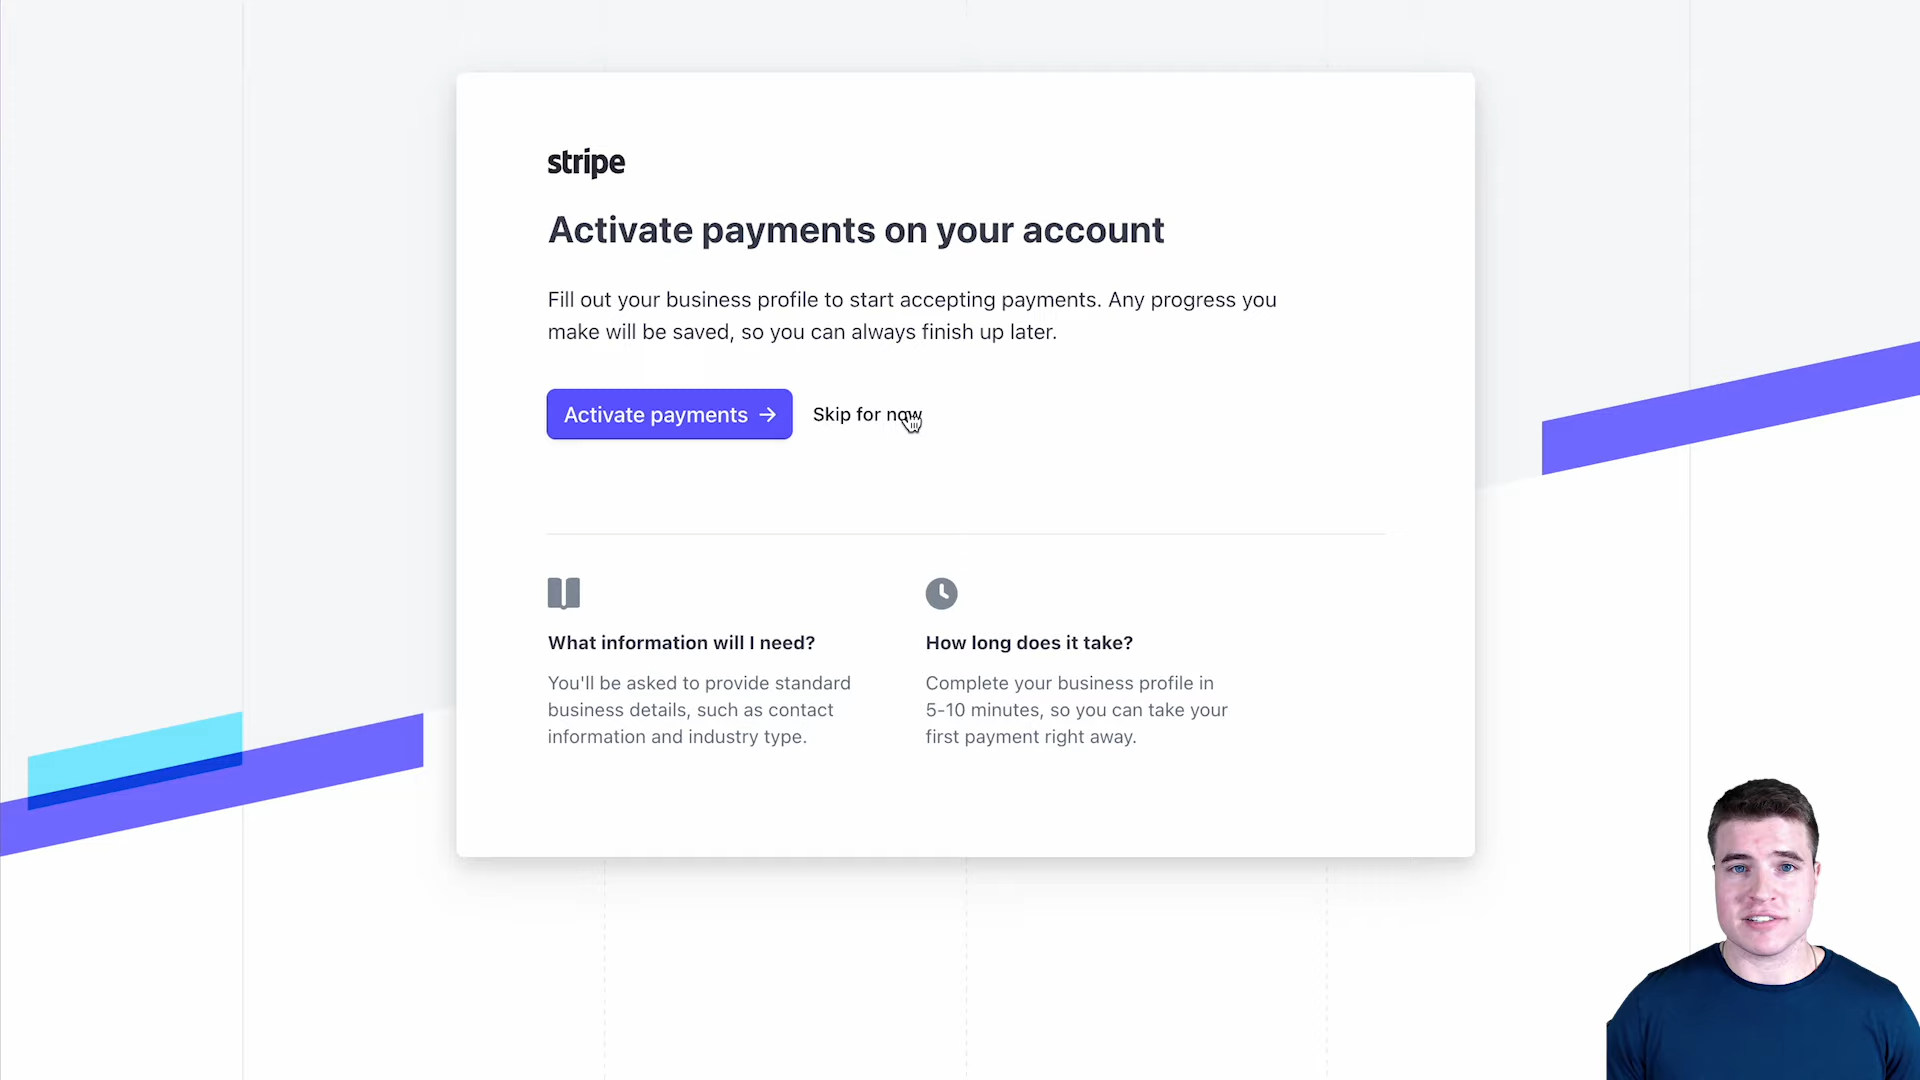 stripe
Activate payments on your account
Fill out your business profile to start accepting payments. Any progress you
make will be saved, so you can always finish up later.
Activate payments →
Skip for now
What information will I need?
You'll be asked to provide standard
business details, such as contact
information and industry type.
How long does it take?
Complete your business profile in
5-10 minutes, so you can take your
first payment right away.